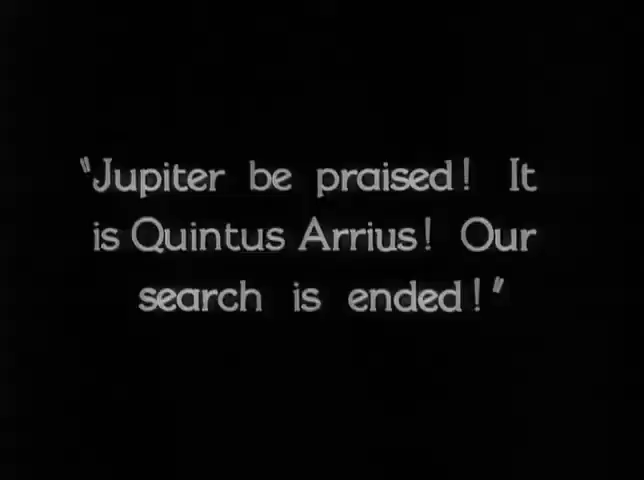 "Jupiter be praised! It
is Quintus Arrius! Our
search is ended!"